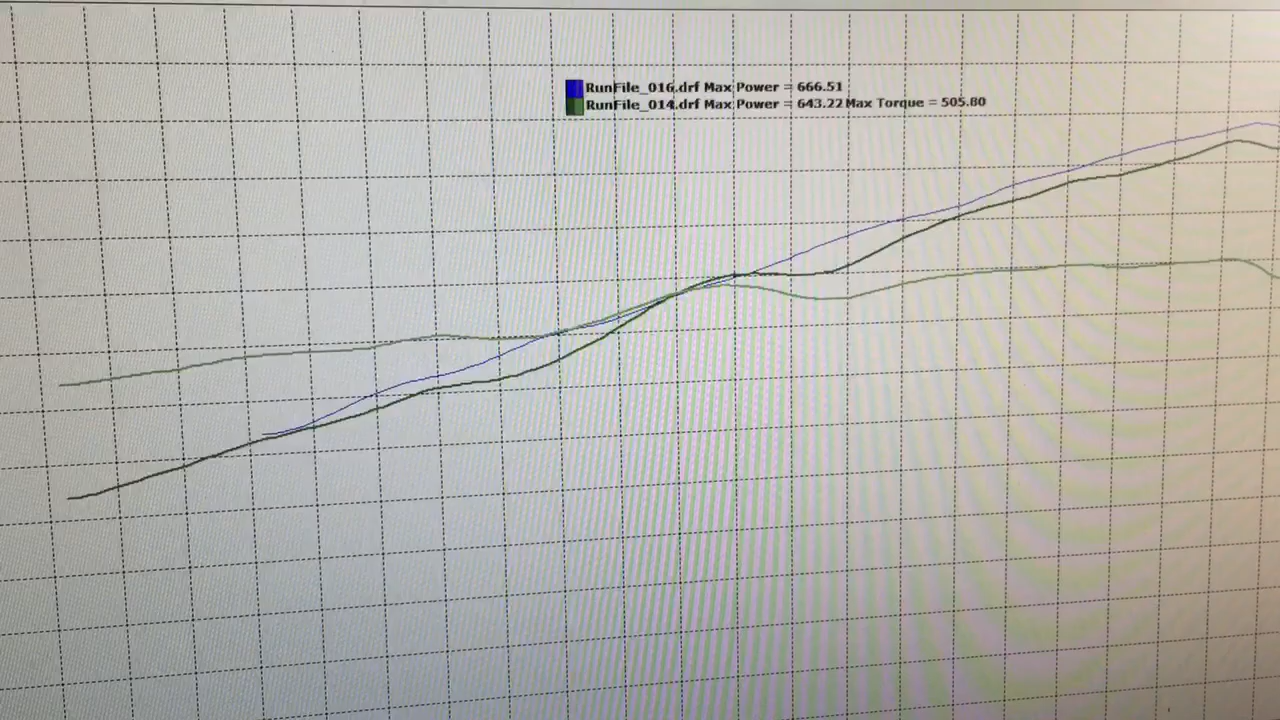 RunFile_016.drf Max Power = 666.51
RunFile_014.drf Max Power = 643.22 Max Torque = 505.80